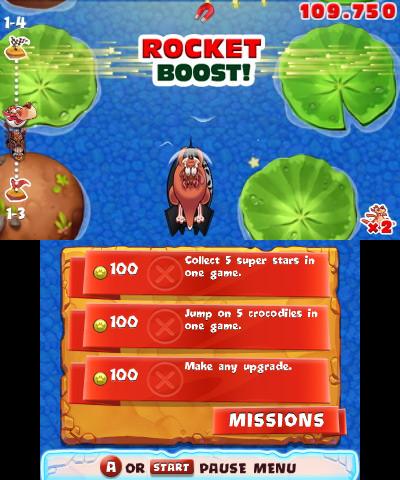 1-4
109.750
ROCKET
BOOST!
1-3
×2
100
Collect 5 super stars in
one game.
100
Jump on 5 crocodiles in
one game.
100
Make any upgrade.
MISSIONS
A OR START PAUSE MENU